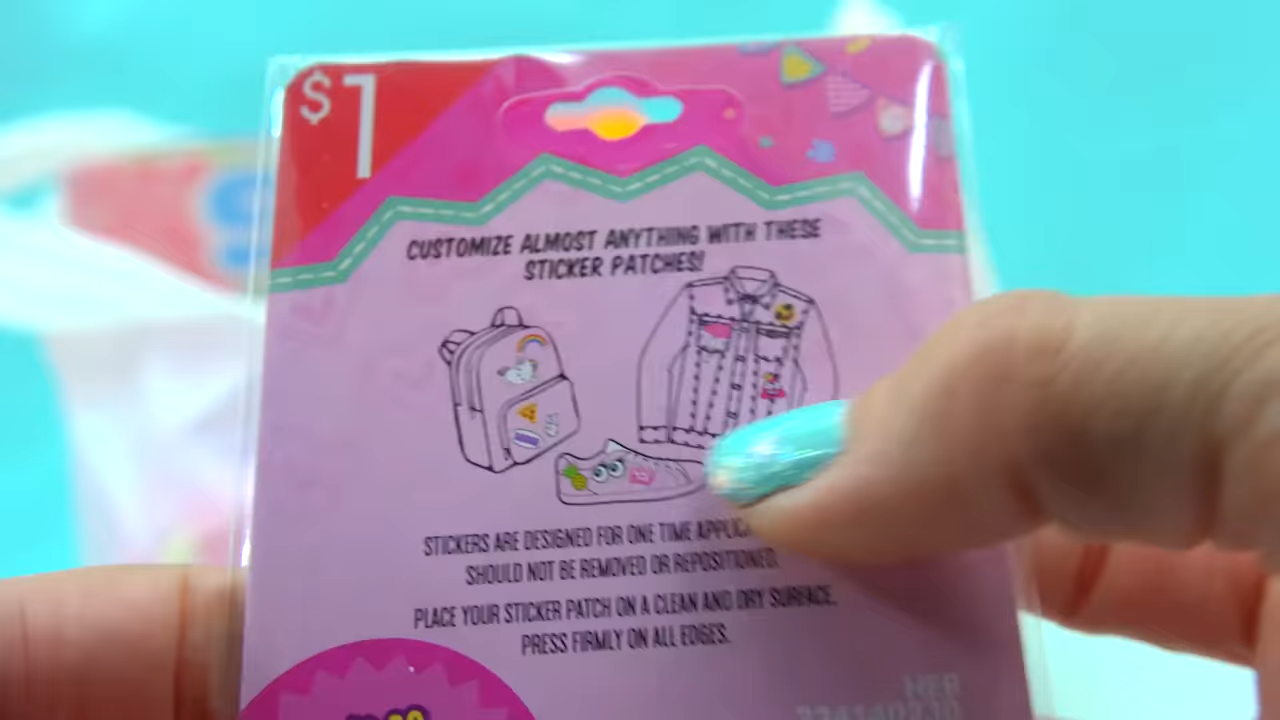 $1
CUSTOMIZE ALMOST ANYTHING WITH THESE
STICKER PATCHES!
STICKERS ARE DESIGNED FOR ONE TIME
SHOULD NOT BE REMOVED OR REPOSITIONED.
PLACE YOUR STICKER PATCH ON A CLEAN AND DRY SURFACE.
PRESS FIRMLY ON ALL EDGES.